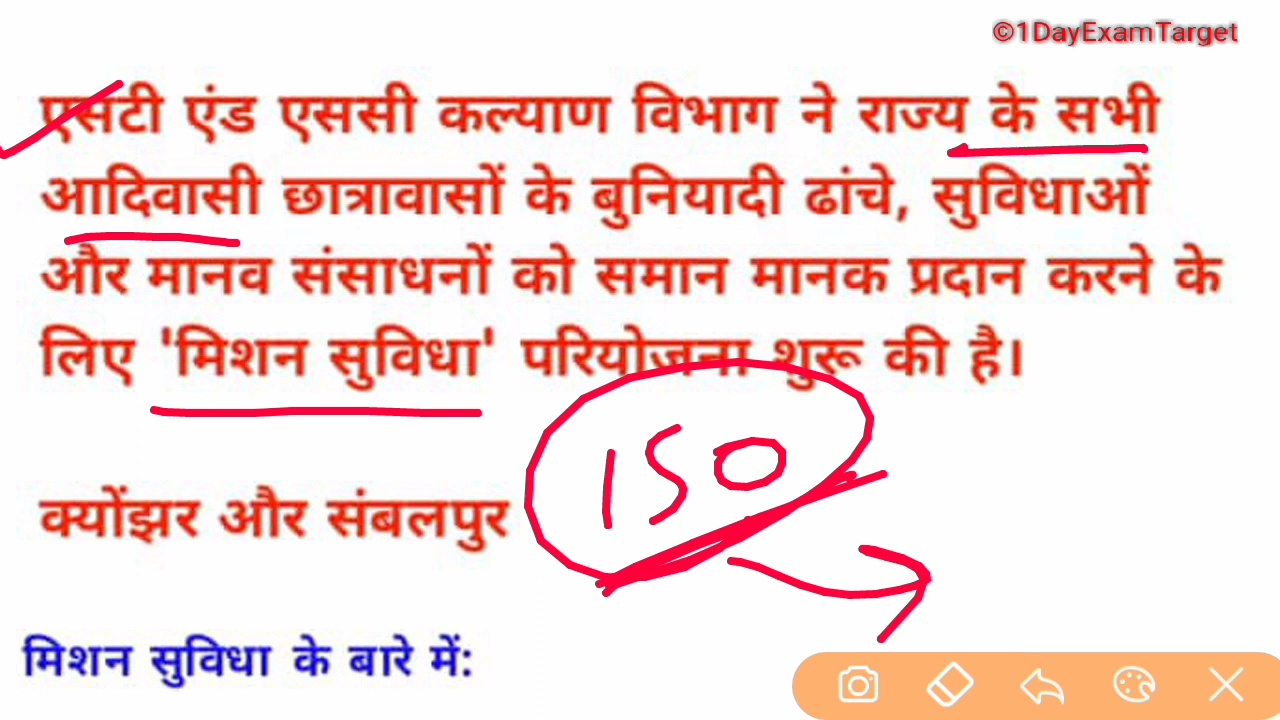 ©1DayExamTarget
एसटी एंड एससी कल्याण विभाग ने राज्य के सभी
आदिवासी छात्रावासों के बुनियादी ढांचे, सुविधाओं
और मानव संसाधनों को समान मानक प्रदान करने के
लिए 'मिशन सुविधा' परियोजना शुरू की है।
ISO
क्योंझर और संबलपुर
मिशन सुविधा के बारे में: